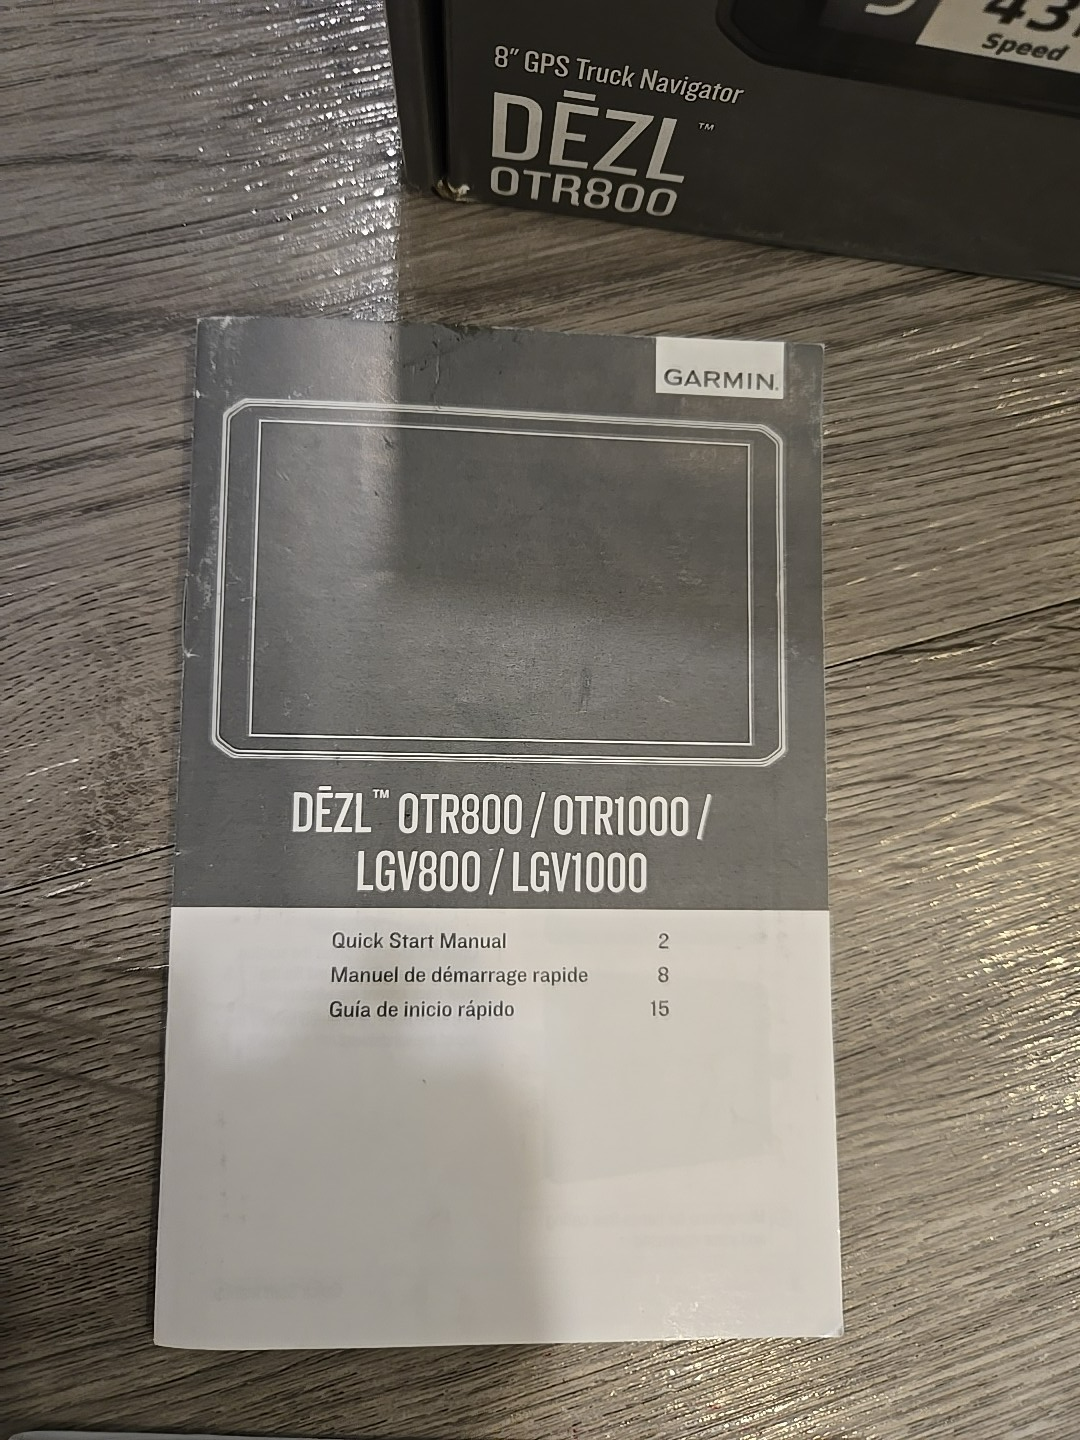 43
Speed
8" GPS Truck Navigator
DĒZL™
OTR800
GARMIN.
DĒZL™ OTR800 / OTR1000 /
LGV800 / LGV1000
Quick Start Manual 2
Manuel de démarrage rapide 8
Guía de inicio rápido 15